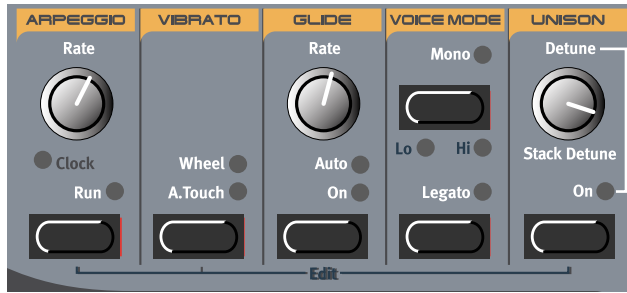 ARPEGGIO VIBRATO GLIDE VOICE MODE UNISON
Rate Rate Mono Detune
Clock Wheel Auto Lo Hi Stack Detune
Run A.Touch On Legato On
Edit